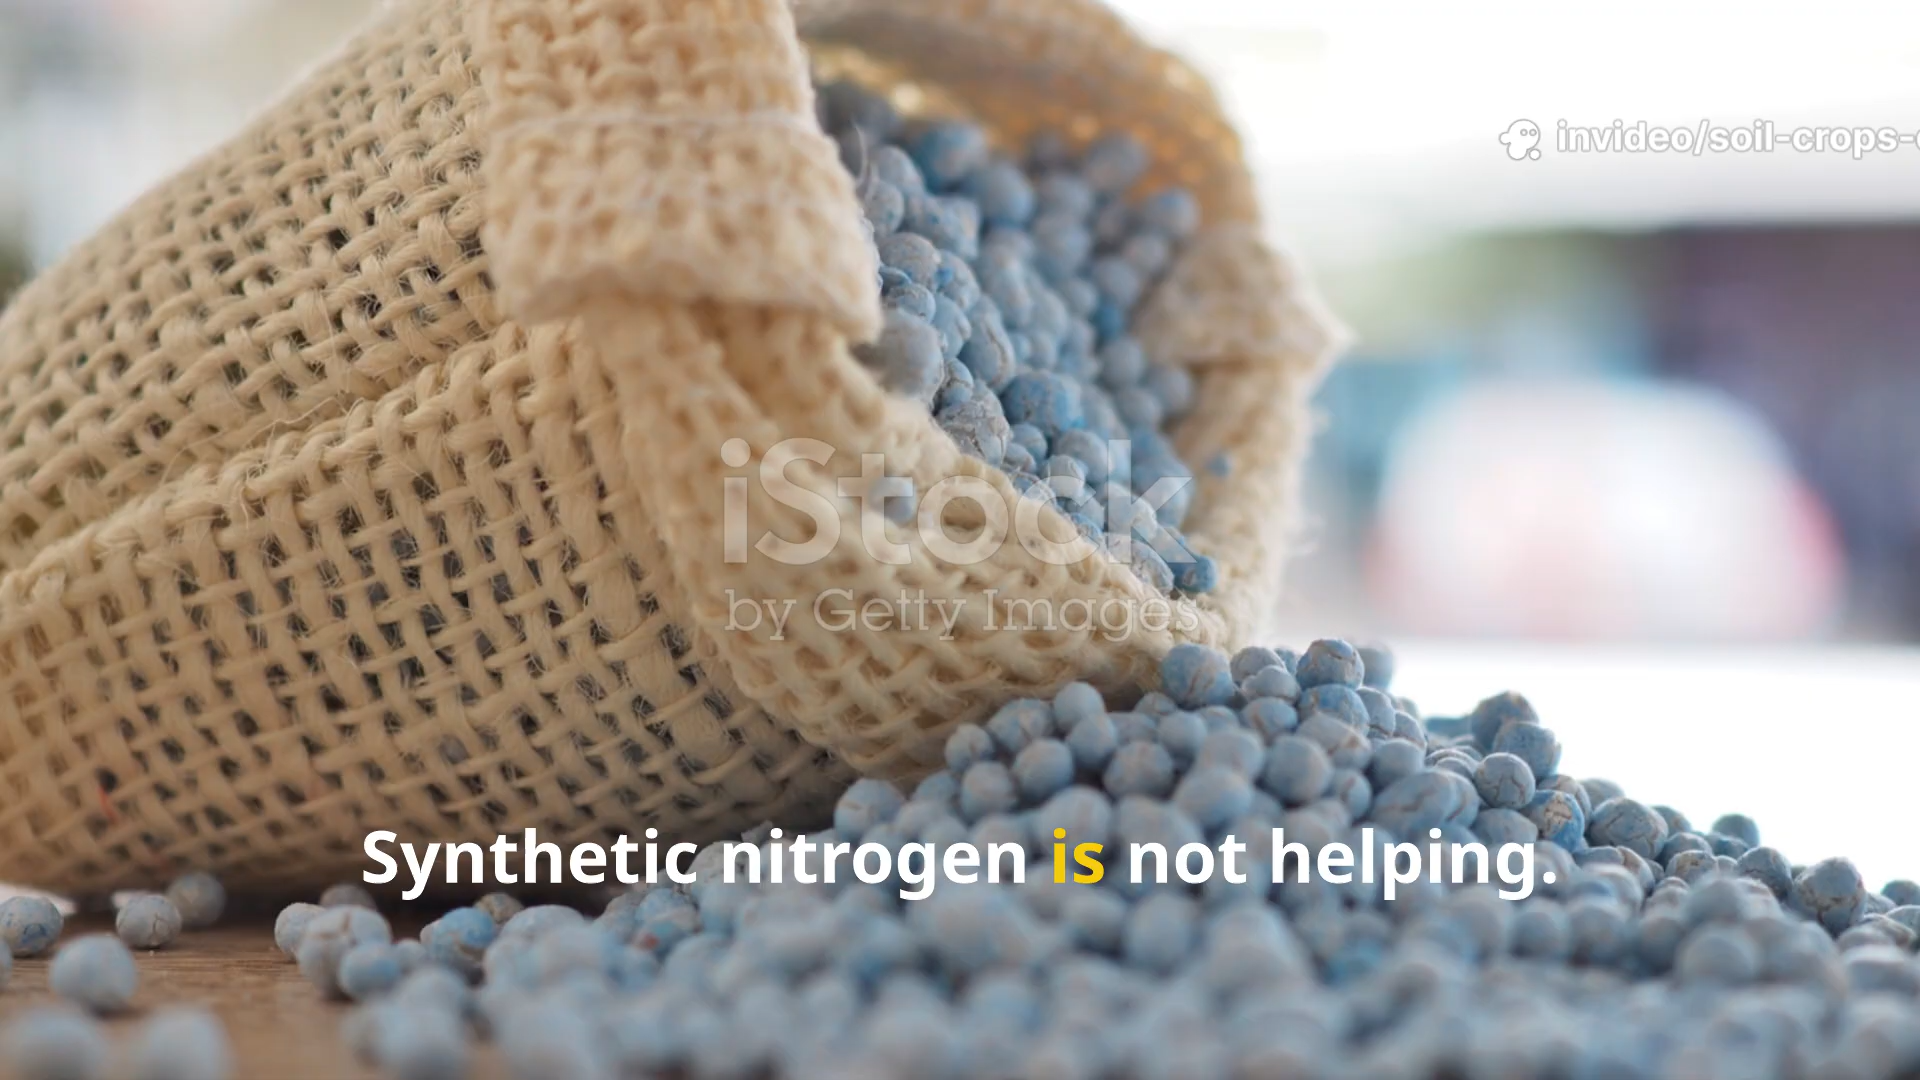 invideo/soil-crops-
iStock
by Getty Images
Synthetic nitrogen is not helping.